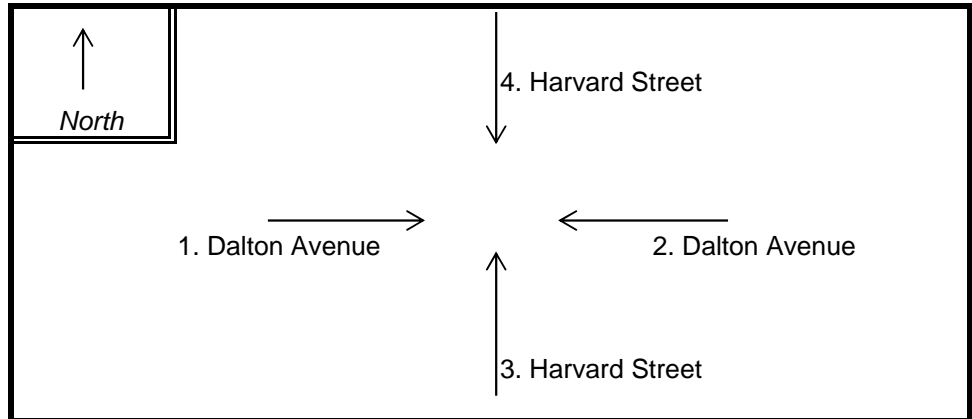 4. Harvard Street
North
1. Dalton Avenue
2. Dalton Avenue
3. Harvard Street